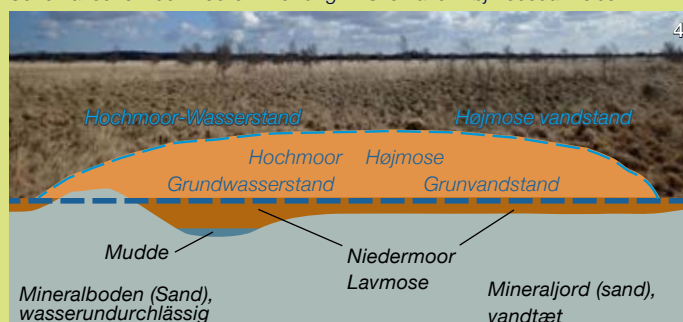 4
Hochmoor-Wasserstand Højmose vandstand
Hochmoor Højmose
Grundwasserstand Grunvandstand
Mudde
Niedermoor
Lavmose
Mineralboden (Sand),
wasserundurchlässig
Mineraljord (sand),
vandtæt